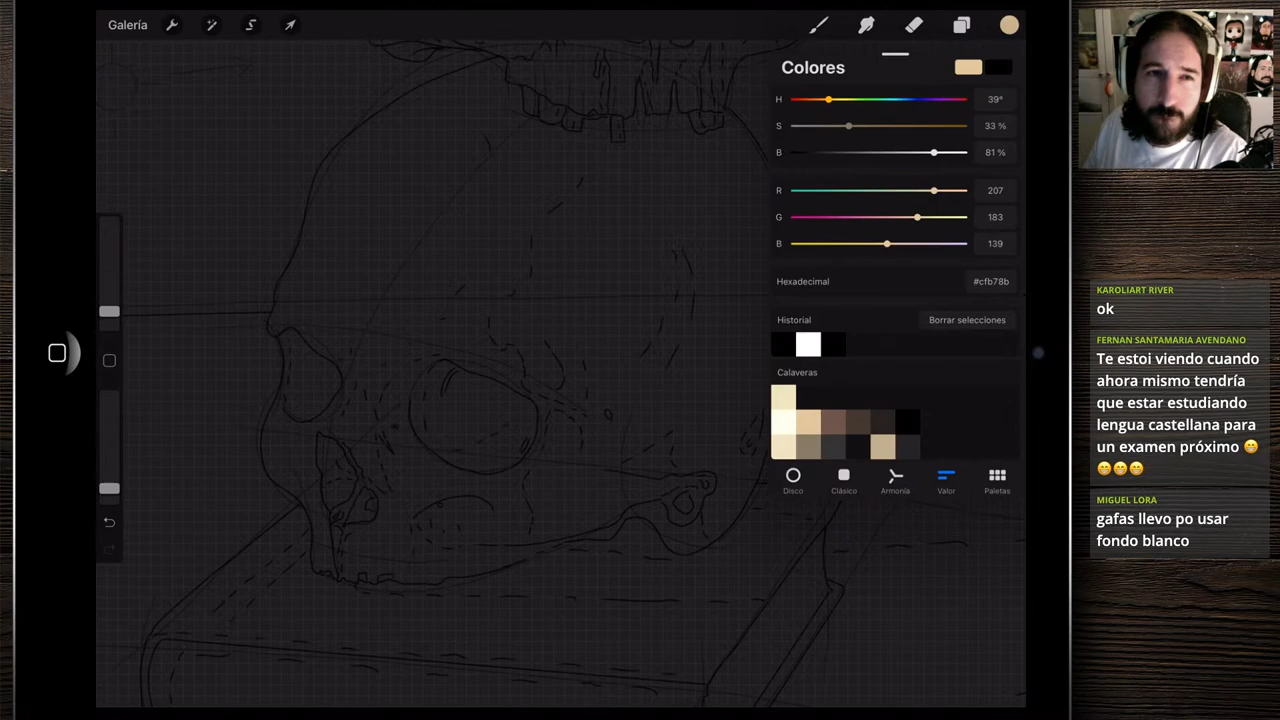 Galería
Colores
H 39°
S 33 %
B 81 %
R 207
G 183
B 139
Hexadecimal #cfb78b
Historial Borrar selecciones
Calaveras
Disco Clásico Armonía Valor Paletas
KAROLIART RIVER
ok
FERNAN SANTAMARIA AVENDANO
Te estoi viendo cuando
ahora mismo tendría
que estar estudiando
lengua castellana para
un examen próximo 😁
😁😁😁
MIGUEL LORA
gafas llevo po usar
fondo blanco